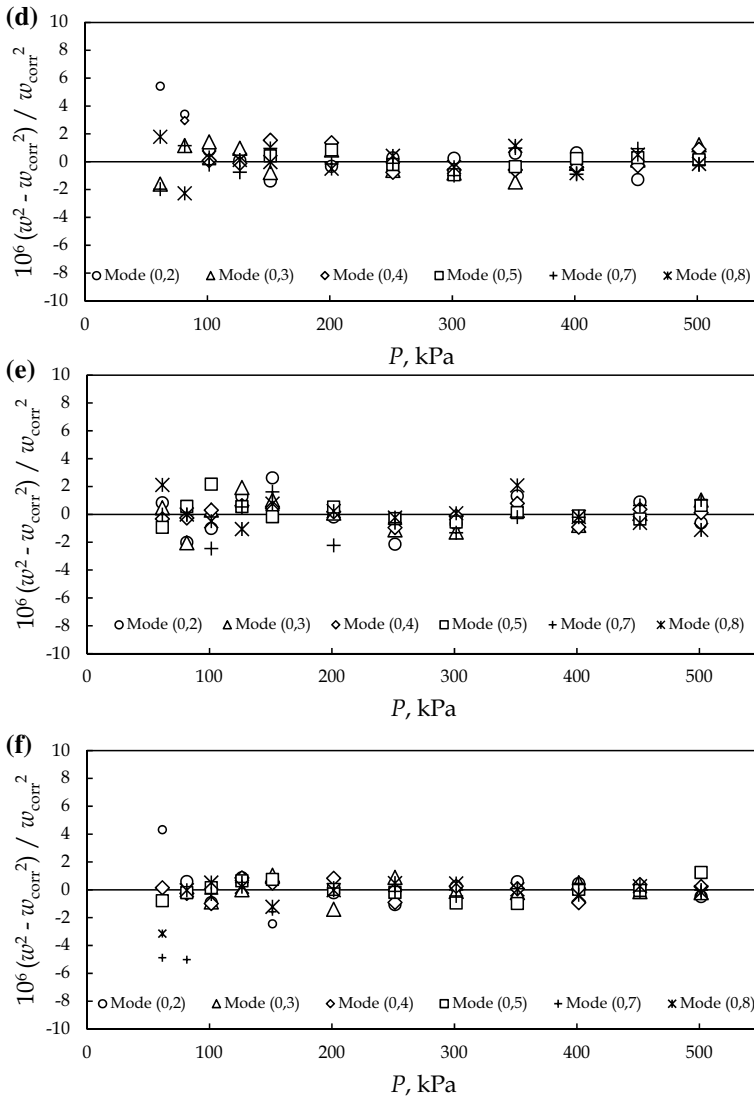 (d)
10
8
6
4
2
0
-2
-4
-6
-8
-10
10⁶ (w² - w_corr²) / w_corr²
Mode (0,2) Mode (0,3) Mode (0,4) Mode (0,5) Mode (0,7) Mode (0,8)
0 100 200 300 400 500
P, kPa
(e)
10
8
6
4
2
0
-2
-4
-6
-8
-10
10⁶ (w² - w_corr²) / w_corr²
Mode (0,2) Mode (0,3) Mode (0,4) Mode (0,5) Mode (0,7) Mode (0,8)
0 100 200 300 400 500
P, kPa
(f)
10
8
6
4
2
0
-2
-4
-6
-8
-10
10⁶ (w² - w_corr²) / w_corr²
Mode (0,2) Mode (0,3) Mode (0,4) Mode (0,5) Mode (0,7) Mode (0,8)
0 100 200 300 400 500
P, kPa